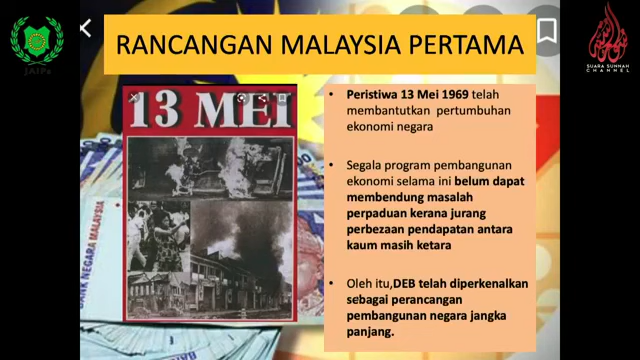 RANCANGAN MALAYSIA PERTAMA
JAIPs
SUARA SUNNAH
CHANNEL
13 MEI
BANK NEGARA MALAYSIA
• Peristiwa 13 Mei 1969 telah
membantutkan pertumbuhan
ekonomi negara
• Segala program pembangunan
ekonomi selama ini belum dapat
membendung masalah
perpaduan kerana jurang
perbezaan pendapatan antara
kaum masih ketara
• Oleh itu,DEB telah diperkenalkan
sebagai perancangan
pembangunan negara jangka
panjang.